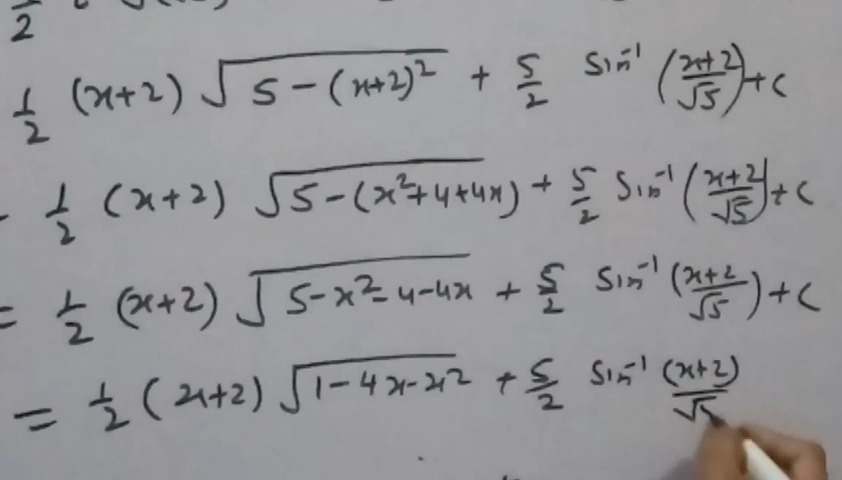 1/2 (x+2) √(5-(x+2)²) + 5/2 Sin⁻¹ ((x+2)/√5) + c
1/2 (x+2) √(5-(x²+4+4x)) + 5/2 Sin⁻¹ ((x+2)/√5) + c
= 1/2 (x+2) √(5-x²-4-4x) + 5/2 Sin⁻¹ ((x+2)/√5) + c
= 1/2 (x+2) √(1-4x-x²) + 5/2 Sin⁻¹ (x+2)/√5